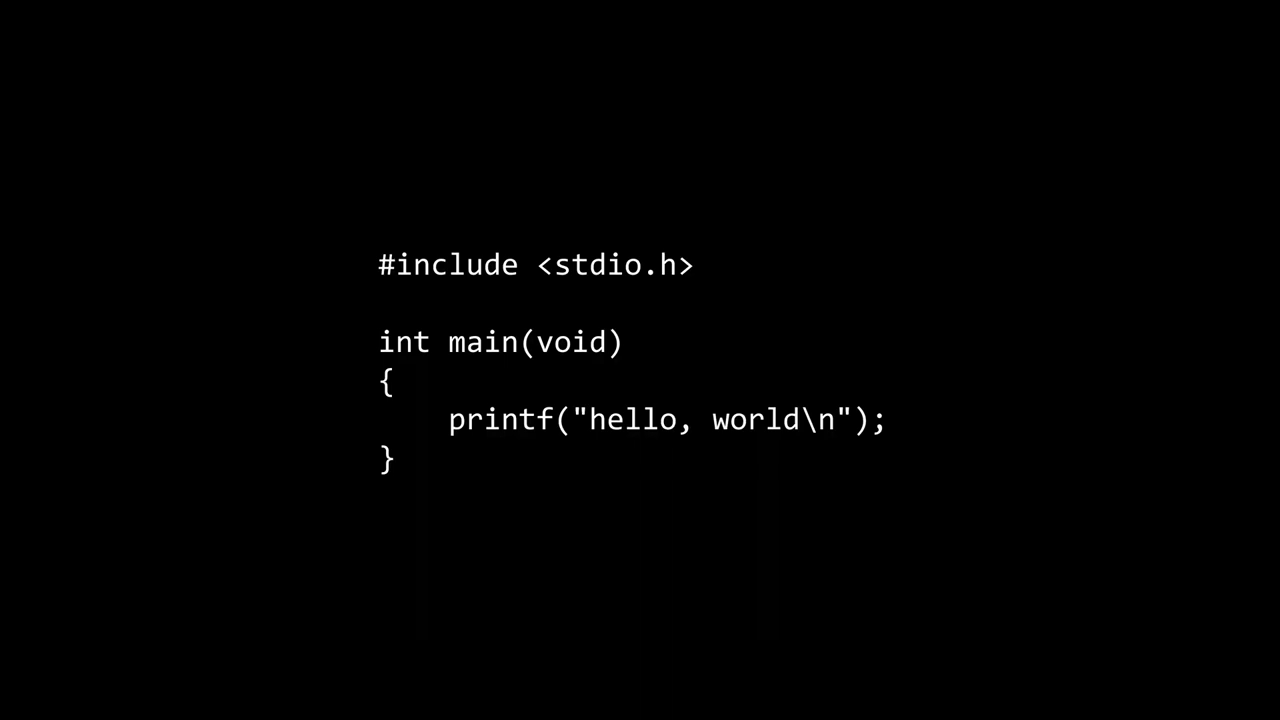 #include <stdio.h>

int main(void)
{
    printf("hello, world\n");
}